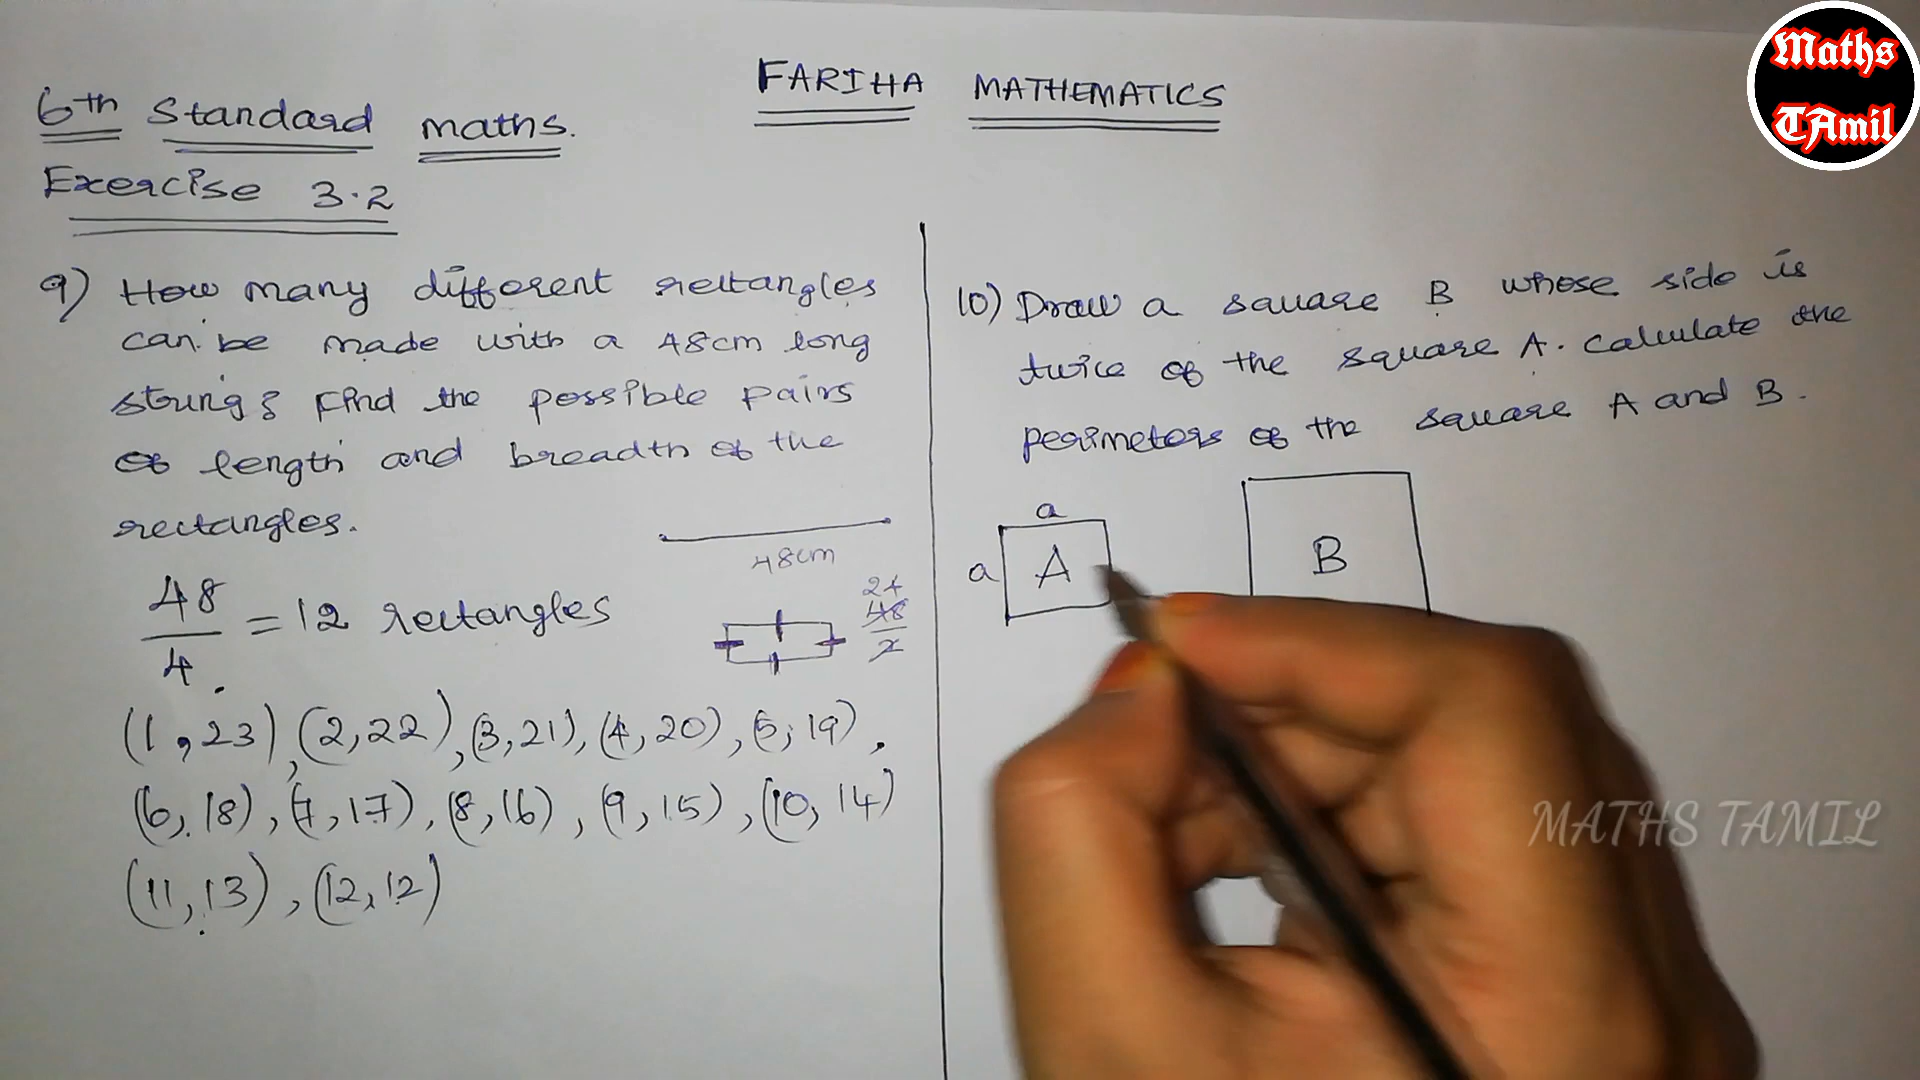 Maths
TAmil
FARIHA MATHEMATICS
6th Standard maths.
Exercise 3.2
9) How many different rectangles
can be made with a 48cm long
string? Find the possible pairs
of length and breadth of the
rectangles.
48cm
48/4 = 12 rectangles
24
48
2
(1,23), (2,22), (3,21), (4,20), (5,19),
(6,18), (7,17), (8,16), (9,15), (10,14)
(11,13), (12,12)
10) Draw a square B whose side is
twice of the square A. calculate the
perimeters of the square A and B.
a
a A
B
MATHS TAMIL